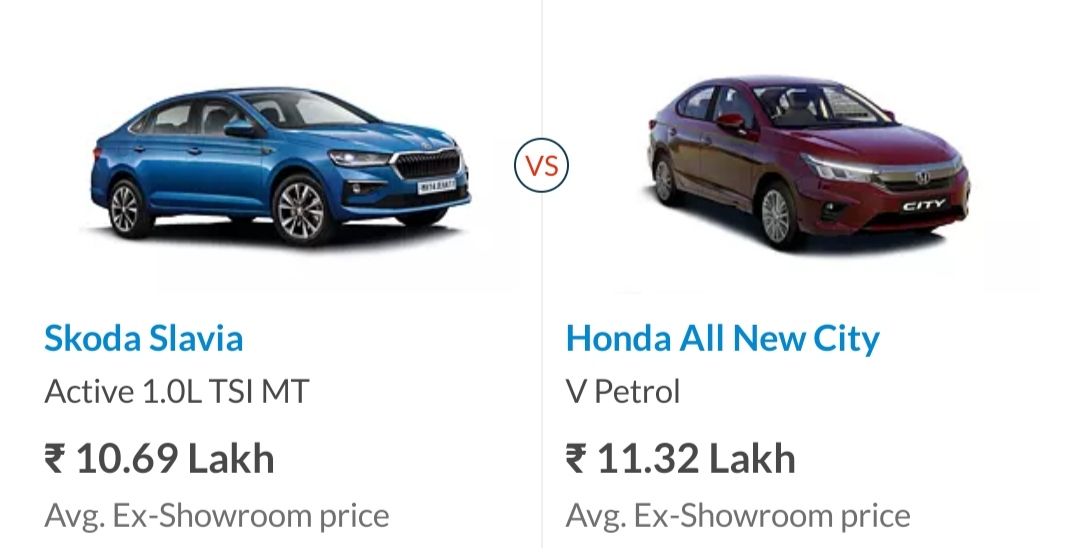 VS
CITY
Skoda Slavia
Active 1.0L TSI MT
₹ 10.69 Lakh
Avg. Ex-Showroom price
Honda All New City
V Petrol
₹ 11.32 Lakh
Avg. Ex-Showroom price